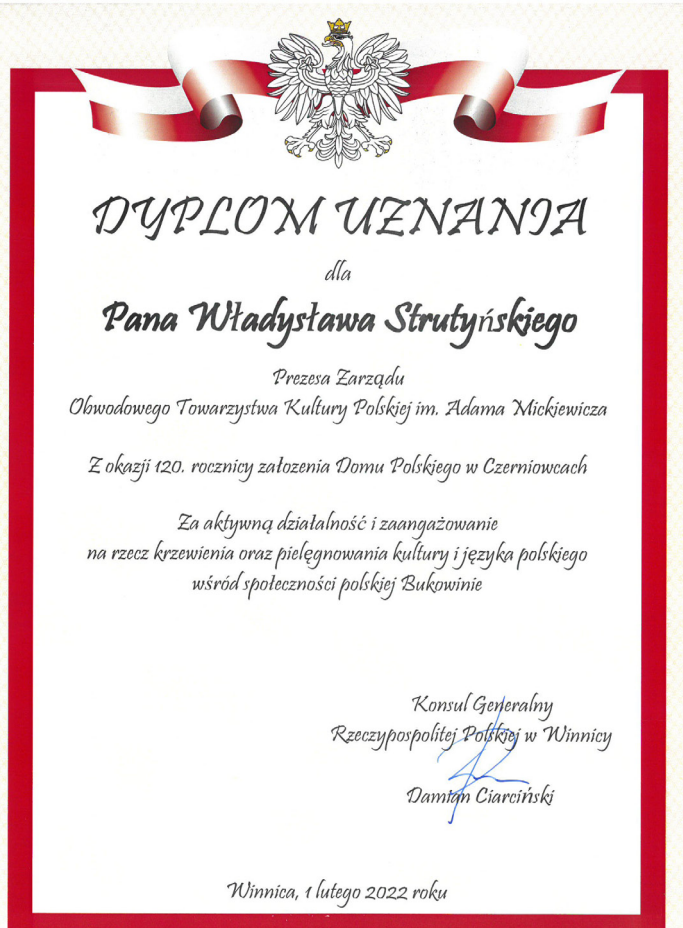 DYPLOM UZNANIA
dla
Pana Władysława Strutyńskiego
Prezesa Zarządu
Obwodowego Towarzystwa Kultury Polskiej im. Adama Mickiewicza
Z okazji 120. rocznicy założenia Domu Polskiego w Czerniowcach
Za aktywną działalność i zaangażowanie
na rzecz krzewienia oraz pielęgnowania kultury i języka polskiego
wśród społeczności polskiej Bukowinie
Konsul Generalny
Rzeczypospolitej Polskiej w Winnicy
Damian Ciarciński
Winnica, 1 lutego 2022 roku